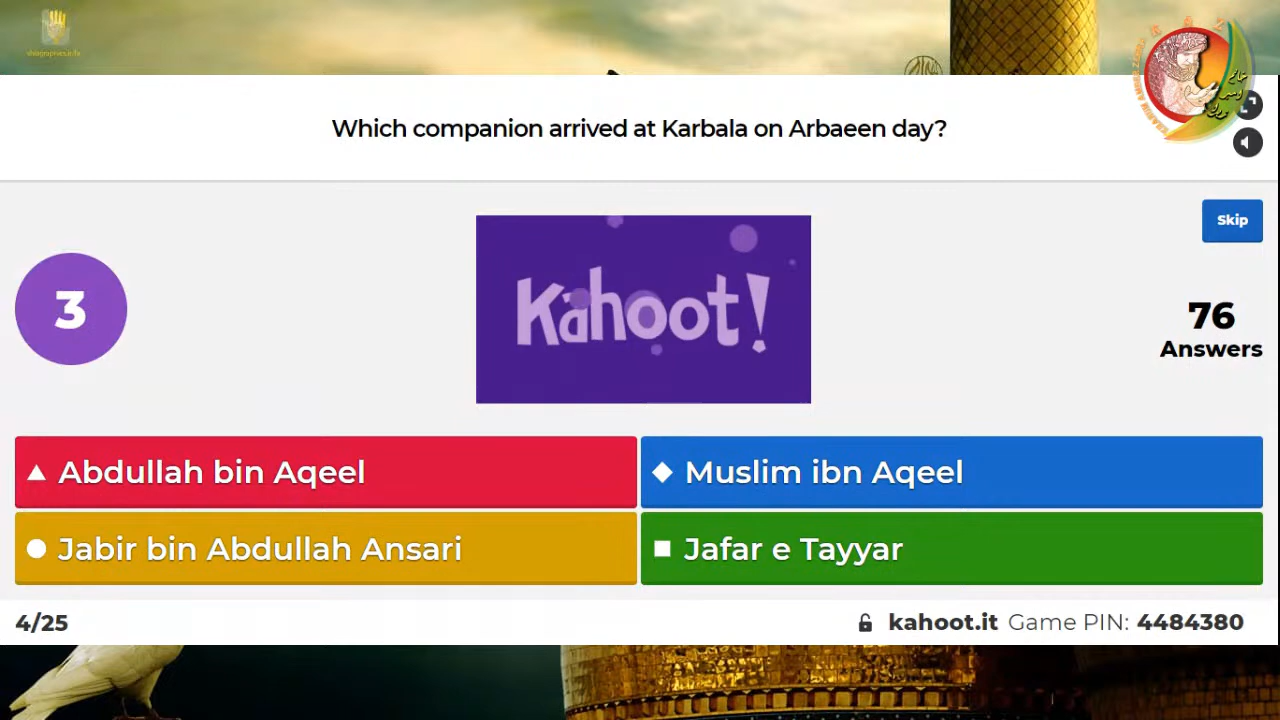 Which companion arrived at Karbala on Arbaeen day?
Skip
3
Kahoot!
76
Answers
Abdullah bin Aqeel
Muslim ibn Aqeel
Jabir bin Abdullah Ansari
Jafar e Tayyar
4/25
kahoot.it Game PIN: 4484380